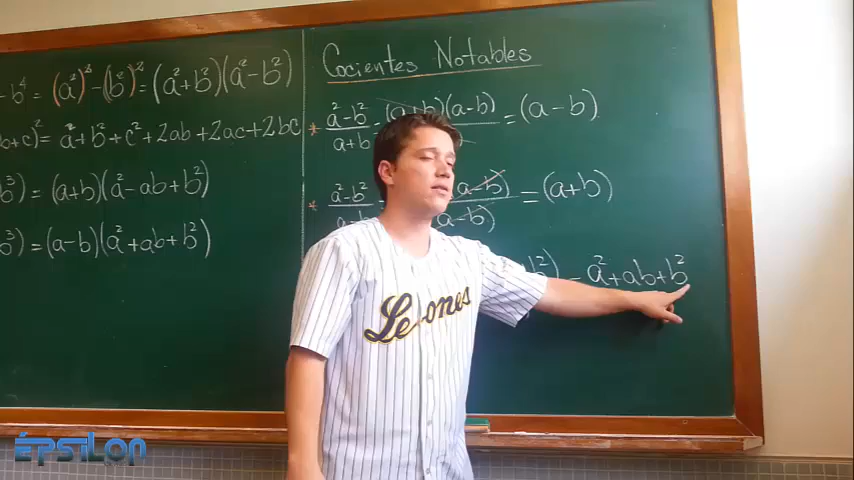 -b⁴ = (a²)² - (b²)² = (a²+b²)(a²-b²)
b+c)² = a²+b²+c²+2ab+2ac+2bc
b³) = (a+b)(a²-ab+b²)
b³) = (a-b)(a²+ab+b²)
Cocientes Notables
* a²-b² / a+b (a+b)(a-b) = (a-b)
* a²-b² a-b) / a-b) = (a+b)
b²) = a²+ab+b²
Leones
ÉPSILON